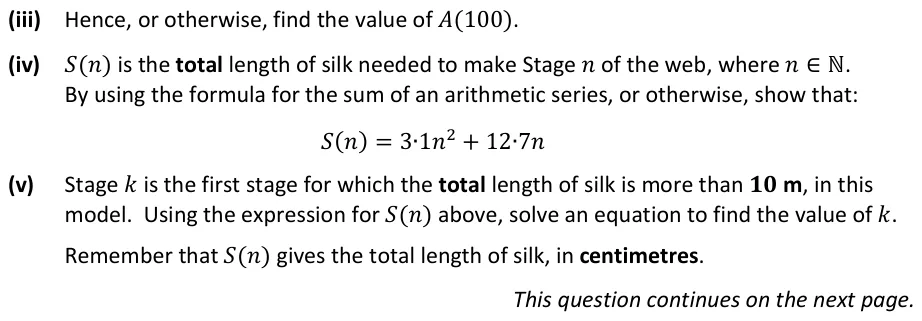 (iii) Hence, or otherwise, find the value of A(100).
(iv) S(n) is the total length of silk needed to make Stage n of the web, where n ∈ ℕ.
By using the formula for the sum of an arithmetic series, or otherwise, show that:
S(n) = 3·1n² + 12·7n
(v) Stage k is the first stage for which the total length of silk is more than 10 m, in this
model. Using the expression for S(n) above, solve an equation to find the value of k.
Remember that S(n) gives the total length of silk, in centimetres.
This question continues on the next page.